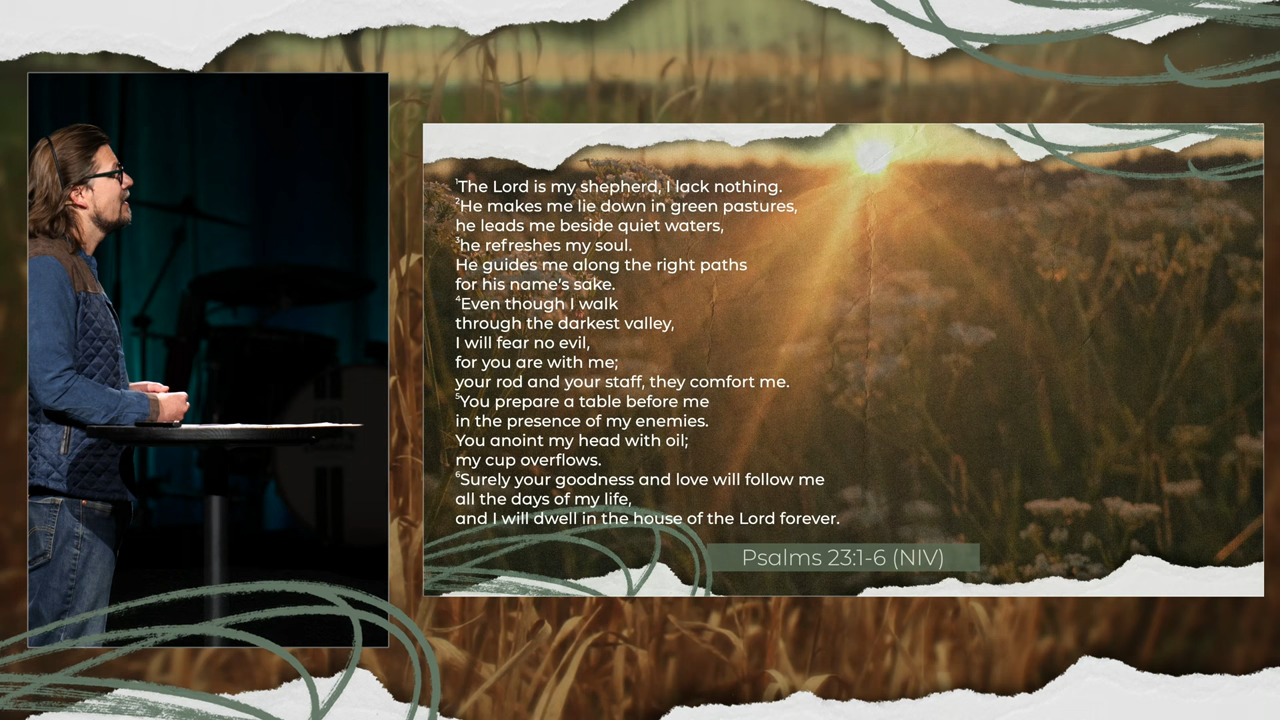 ¹The Lord is my shepherd, I lack nothing.
²He makes me lie down in green pastures,
he leads me beside quiet waters,
³he refreshes my soul.
He guides me along the right paths
for his name's sake.
⁴Even though I walk
through the darkest valley,
I will fear no evil,
for you are with me;
your rod and your staff, they comfort me.
⁵You prepare a table before me
in the presence of my enemies.
You anoint my head with oil;
my cup overflows.
⁶Surely your goodness and love will follow me
all the days of my life,
and I will dwell in the house of the Lord forever.
Psalms 23:1-6 (NIV)